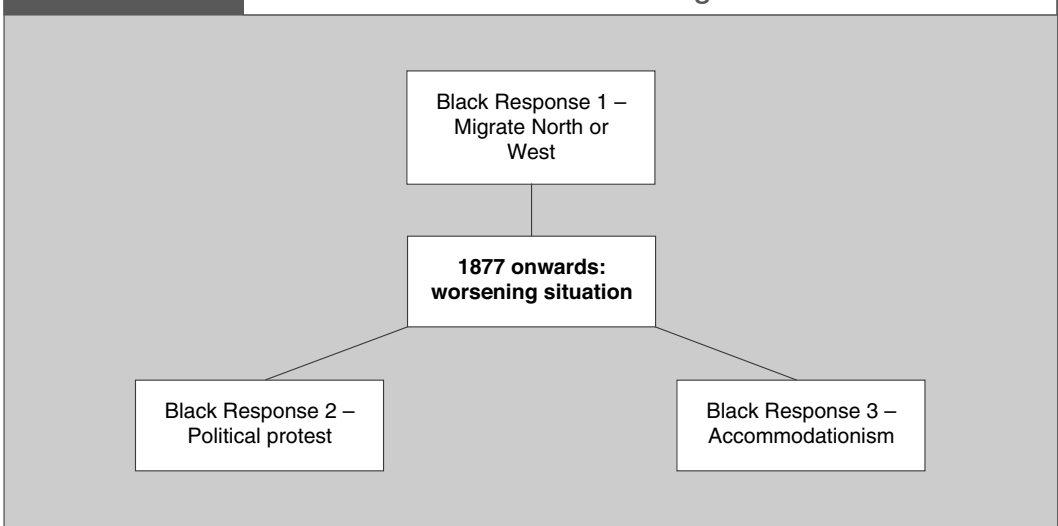 Black Response 1 –
Migrate North or
West
1877 onwards:
worsening situation
Black Response 2 –
Political protest
Black Response 3 –
Accommodationism